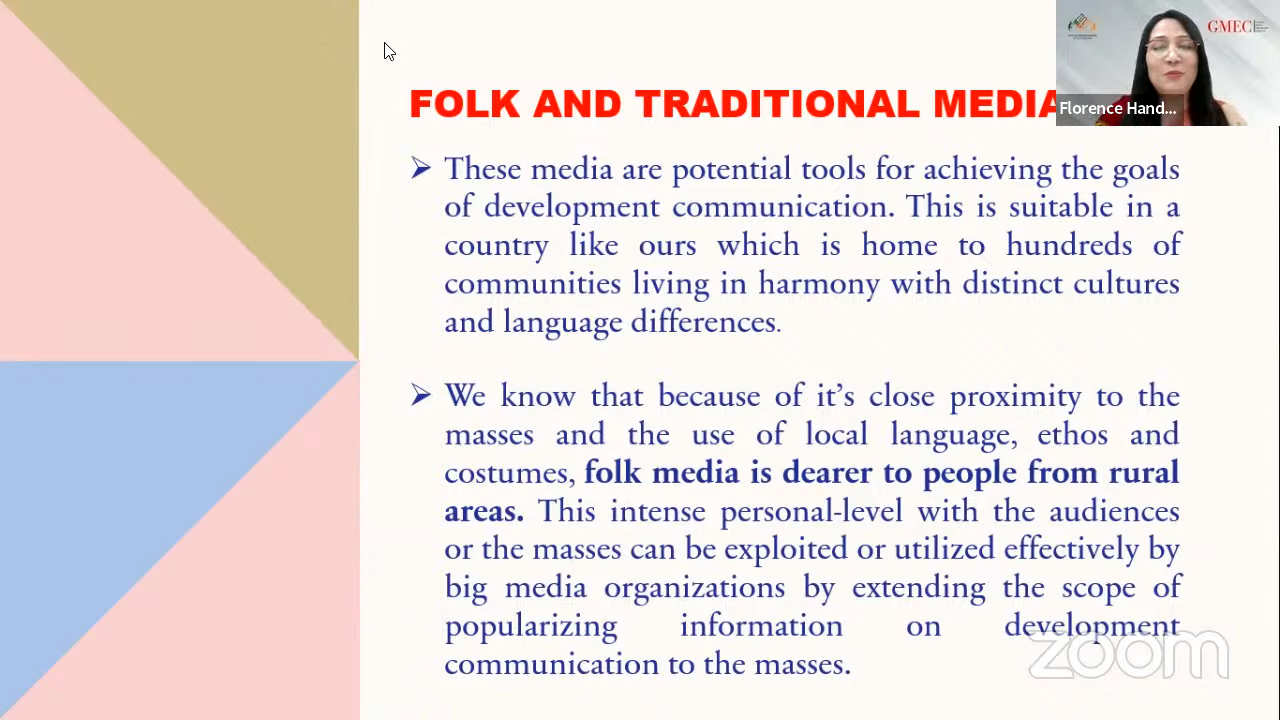 GMEC
FOLK AND TRADITIONAL MEDIA
Florence Hand...
➢ These media are potential tools for achieving the goals
of development communication. This is suitable in a
country like ours which is home to hundreds of
communities living in harmony with distinct cultures
and language differences.
➢ We know that because of it's close proximity to the
masses and the use of local language, ethos and
costumes, folk media is dearer to people from rural
areas. This intense personal-level with the audiences
or the masses can be exploited or utilized effectively by
big media organizations by extending the scope of
popularizing information on development
communication to the masses.
zoom